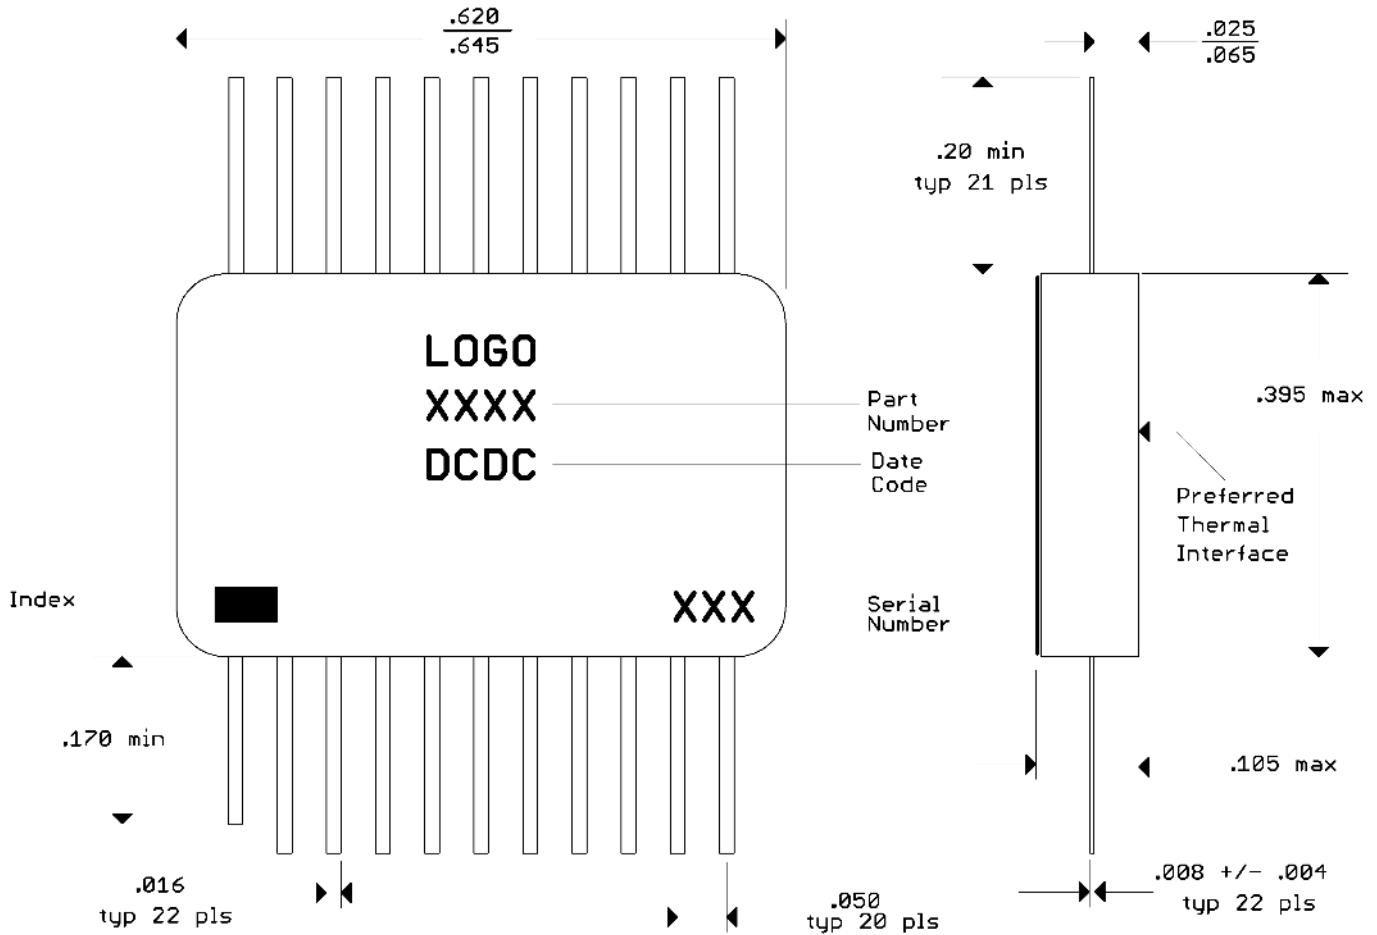 .620
.645
.025
.065
.20 min
typ 21 pls
LOGO
XXXX
Part
Number
DCDC
Date
Code
.395 max
Preferred
Thermal
Interface
Index
XXX
Serial
Number
.170 min
.105 max
.016
typ 22 pls
.050
typ 20 pls
.008 +/- .004
typ 22 pls